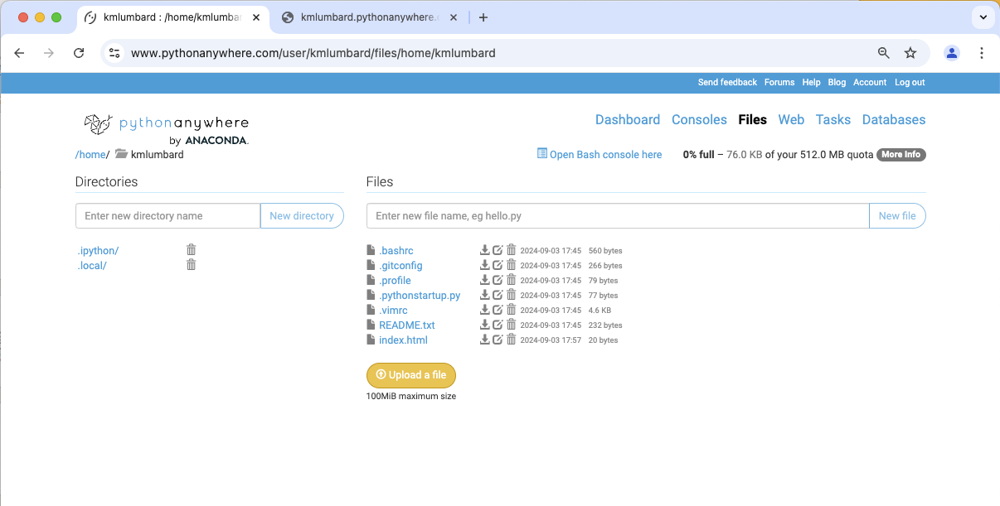 kmlumbard : /home/kmlumba
kmlumbard.pythonanywhere.c
www.pythonanywhere.com/user/kmlumbard/files/home/kmlumbard
Send feedback Forums Help Blog Account Log out
pythonanywhere
by ANACONDA.
Dashboard Consoles Files Web Tasks Databases
/home/ kmlumbard
Open Bash console here 0% full – 76.0 KB of your 512.0 MB quota More Info
Directories
Enter new directory name New directory
.ipython/
.local/
Files
Enter new file name, eg hello.py New file
.bashrc 2024-09-03 17:45 560 bytes
.gitconfig 2024-09-03 17:45 266 bytes
.profile 2024-09-03 17:45 79 bytes
.pythonstartup.py 2024-09-03 17:45 77 bytes
.vimrc 2024-09-03 17:45 4.6 KB
README.txt 2024-09-03 17:45 232 bytes
index.html 2024-09-03 17:57 20 bytes
Upload a file
100MiB maximum size